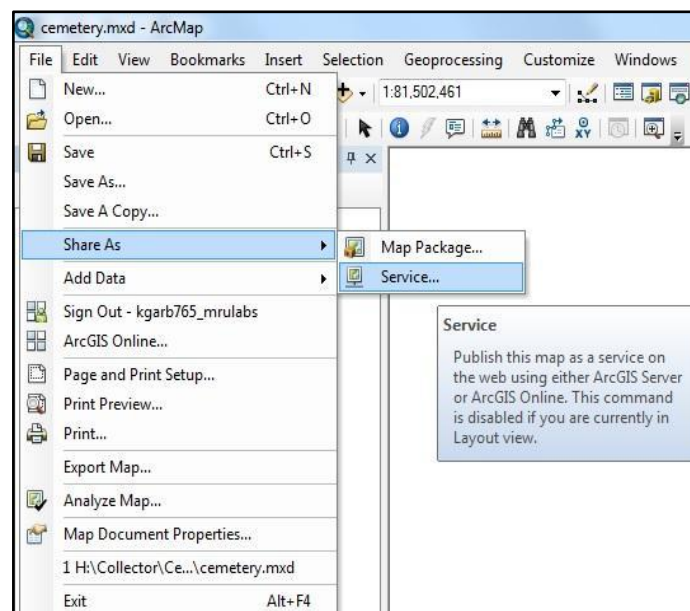 cemetery.mxd - ArcMap
File Edit View Bookmarks Insert Selection Geoprocessing Customize Windows
New... Ctrl+N
1:81,502,461
Open... Ctrl+O
XY
Save Ctrl+S
Save As...
Save A Copy...
Share As
Map Package...
Add Data
Service...
Sign Out - kgarb765_mrulabs
ArcGIS Online...
Page and Print Setup...
Print Preview...
Print...
Export Map...
Analyze Map...
Map Document Properties...
1 H:\Collector\Ce...\cemetery.mxd
Exit Alt+F4
Service
Publish this map as a service on
the web using either ArcGIS Server
or ArcGIS Online. This command
is disabled if you are currently in
Layout view.